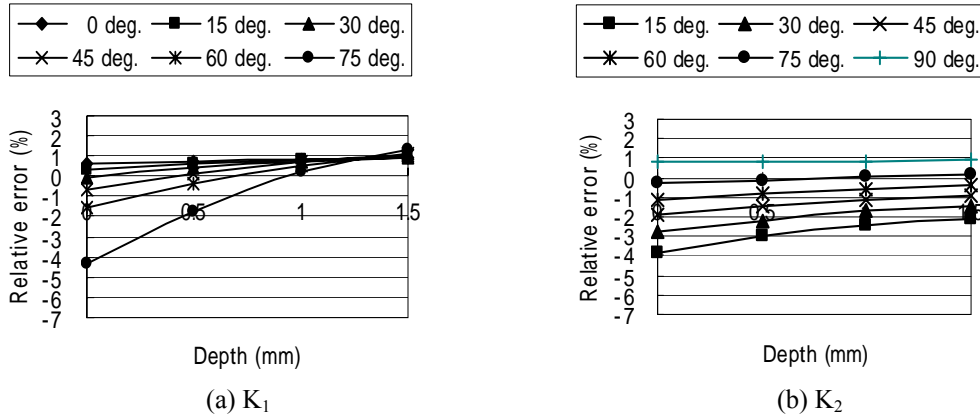 0 deg. 15 deg. 30 deg.
45 deg. 60 deg. 75 deg.
3
2
1
0
-1
-2
-3
-4
-5
-6
-7
0 0.5 1 1.5
Relative error (%)
Depth (mm)
(a) K₁
15 deg. 30 deg. 45 deg.
60 deg. 75 deg. 90 deg.
3
2
1
0
-1
-2
-3
-4
-5
-6
-7
0.5
Relative error (%)
Depth (mm)
(b) K₂